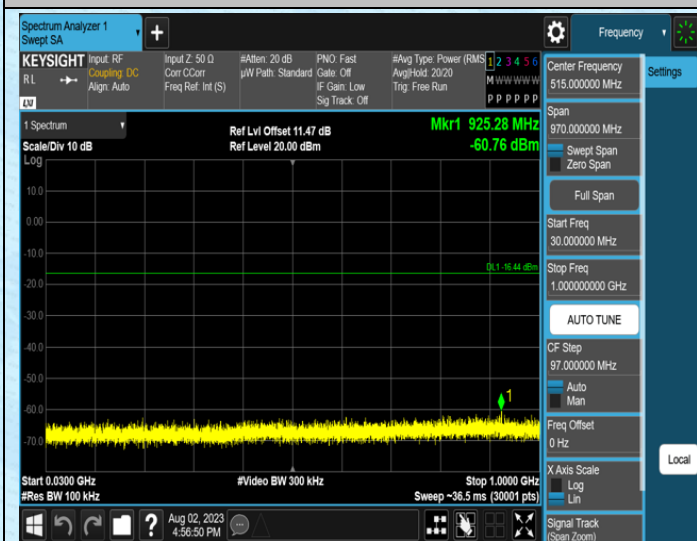 Spectrum Analyzer 1
Swept SA
Frequency
KEYSIGHT
RL
LXI
Input: RF
Coupling: DC
Align: Auto
Input Z: 50 Ω
Corr CCorr
Freq Ref: Int (S)
#Atten: 20 dB
µW Path: Standard
PNO: Fast
Gate: Off
IF Gain: Low
Sig Track: Off
#Avg Type: Power (RMS
Avg|Hold: 20/20
Trig: Free Run
1 2 3 4 5 6
M W W W W W
P P P P P P
1 Spectrum
Scale/Div 10 dB
Log
Ref Lvl Offset 11.47 dB
Ref Level 20.00 dBm
Mkr1 925.28 MHz
-60.76 dBm
10.0
0.00
-10.0
DL1 -16.44 dBm
-20.0
-30.0
-40.0
-50.0
-60.0
1
-70.0
Start 0.0300 GHz
#Res BW 100 kHz
#Video BW 300 kHz
Stop 1.0000 GHz
Sweep ~36.5 ms (30001 pts)
Aug 02, 2023
4:56:50 PM
Center Frequency
515.000000 MHz
Span
970.000000 MHz
Swept Span
Zero Span
Full Span
Start Freq
30.000000 MHz
Stop Freq
1.000000000 GHz
AUTO TUNE
CF Step
97.000000 MHz
Auto
Man
Freq Offset
0 Hz
X Axis Scale
Log
Lin
Signal Track
(Span Zoom)
Settings
Local